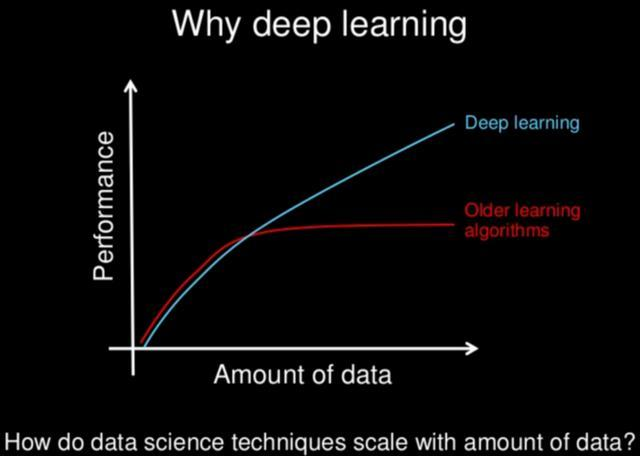 Why deep learning
Performance
Deep learning
Older learning
algorithms
Amount of data
How do data science techniques scale with amount of data?